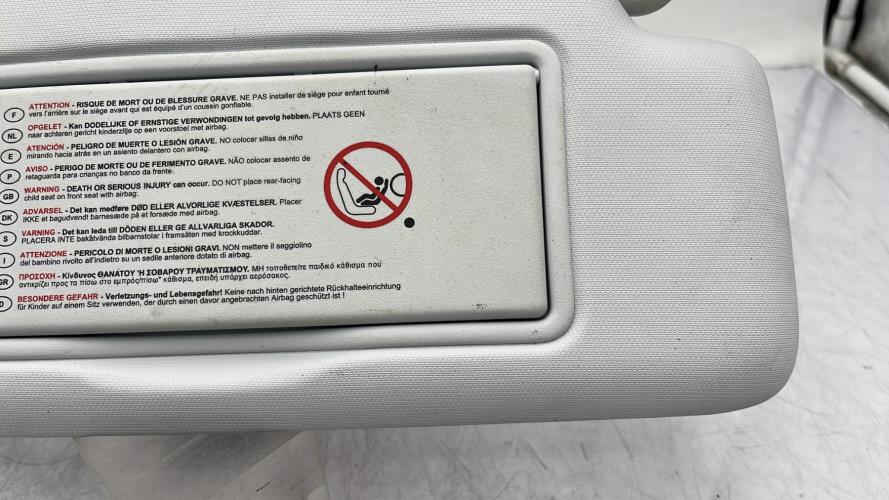 F ATTENTION - RISQUE DE MORT OU DE BLESSURE GRAVE. NE PAS installer de siège pour enfant tourné
vers l'arrière sur le siège avant qui est équipé d'un coussin gonflable.
NL OPGELET - Kan DODELIJKE OF ERNSTIGE VERWONDINGEN tot gevolg hebben. PLAATS GEEN
naar achteren gericht kinderzitje op een voorstoel met airbag.
E ATENCIÓN - PELIGRO DE MUERTE O LESIÓN GRAVE. NO colocar sillas de niño
mirando hacia atrás en un asiento delantero con airbag.
P AVISO - PERIGO DE MORTE OU DE FERIMENTO GRAVE. NÃO colocar assento de
retaguarda para crianças no banco da frente.
GB WARNING - DEATH OR SERIOUS INJURY can occur. DO NOT place rear-facing
child seat on front seat with airbag.
DK ADVARSEL - Det kan medføre DØD ELLER ALVORLIGE KVÆSTELSER. Placer
IKKE et bagudvendt barnesæde på et forsæde med airbag.
S VARNING - Det kan leda till DÖDEN ELLER GE ALLVARLIGA SKADOR.
PLACERA INTE bakåtvända bilbarnstolar i framsäten med krockkuddar.
I ATTENZIONE - PERICOLO DI MORTE O LESIONI GRAVI. NON mettere il seggiolino
del bambino rivolto all'indietro su un sedile anteriore dotato di airbag.
GR ΠΡΟΣΟΧΗ - Κίνδυνος ΘΑΝΑΤΟΥ 'Η ΣΟΒΑΡΟΥ ΤΡΑΥΜΑΤΙΣΜΟΥ. ΜΗ τοποθετείτε παιδικό κάθισμα που
αντικρίζει προς τα πίσω στο εμπρός/πίσω" κάθισμα, επειδή υπάρχει αερόσακος.
D BESONDERE GEFAHR - Verletzungs- und Lebensgefahr! Keine nach hinten gerichtete Rückhalteeinrichtung
für Kinder auf einem Sitz verwenden, der durch einen davor angebrachten Airbag geschützt ist !